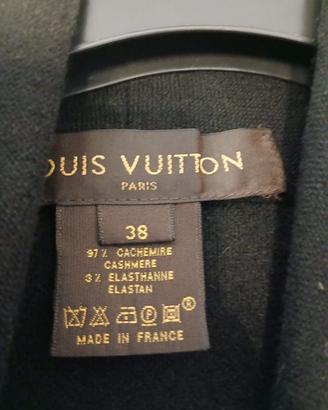 OUIS VUITTON
PARIS
38
97% CACHEMIRE
CASHMERE
3% ELASTHANNE
ELASTAN
P ®
MADE IN FRANCE